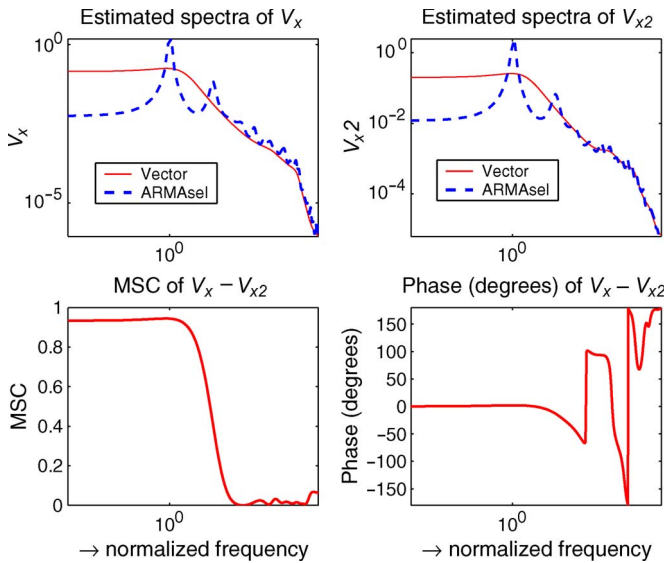 Estimated spectra of Vx
Estimated spectra of Vx2
10^0
10^−5
Vx
Vector
ARMAsel
10^0
10^0
10^−2
10^−4
Vx2
Vector
ARMAsel
10^0
MSC of Vx − Vx2
Phase (degrees) of Vx − Vx2
1
0.8
0.6
0.4
0.2
0
MSC
10^0
→ normalized frequency
150
100
50
0
−50
−100
−150
Phase (degrees)
10^0
→ normalized frequency